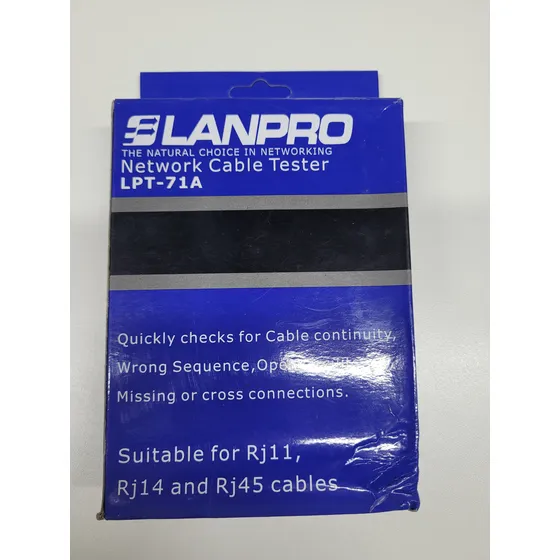 LANPRO
THE NATURAL CHOICE IN NETWORKING
Network Cable Tester
LPT-71A
Quickly checks for Cable continuity,
Wrong Sequence,Open
Missing or cross connections.
Suitable for Rj11,
Rj14 and Rj45 cables